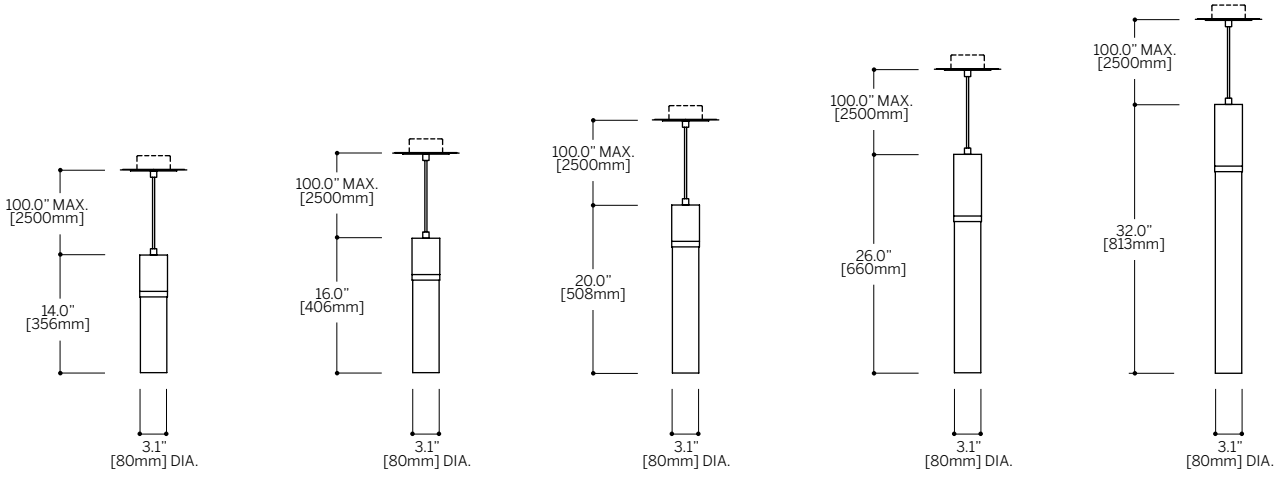 100.0" MAX.
[2500mm]
14.0"
[356mm]
3.1"
[80mm] DIA.
100.0" MAX.
[2500mm]
16.0"
[406mm]
3.1"
[80mm] DIA.
100.0" MAX.
[2500mm]
20.0"
[508mm]
3.1"
[80mm] DIA.
100.0" MAX.
[2500mm]
26.0"
[660mm]
3.1"
[80mm] DIA.
100.0" MAX.
[2500mm]
32.0"
[813mm]
3.1"
[80mm] DIA.